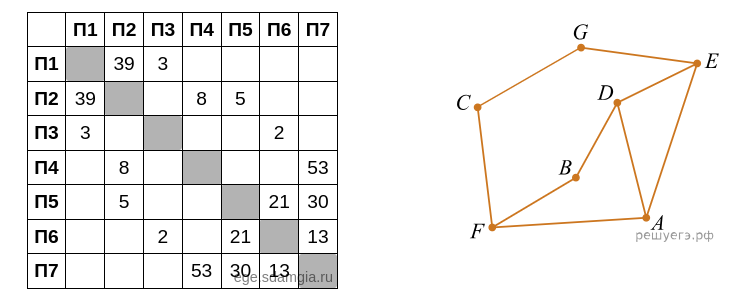 П1 П2 П3 П4 П5 П6 П7
П1 39 3
П2 39 8 5
П3 3 2
П4 8 53
П5 5 21 30
П6 2 21 13
П7 53 30 13
ege.sdamgia.ru
G
E
D
C
B
A
F
решуегэ.рф